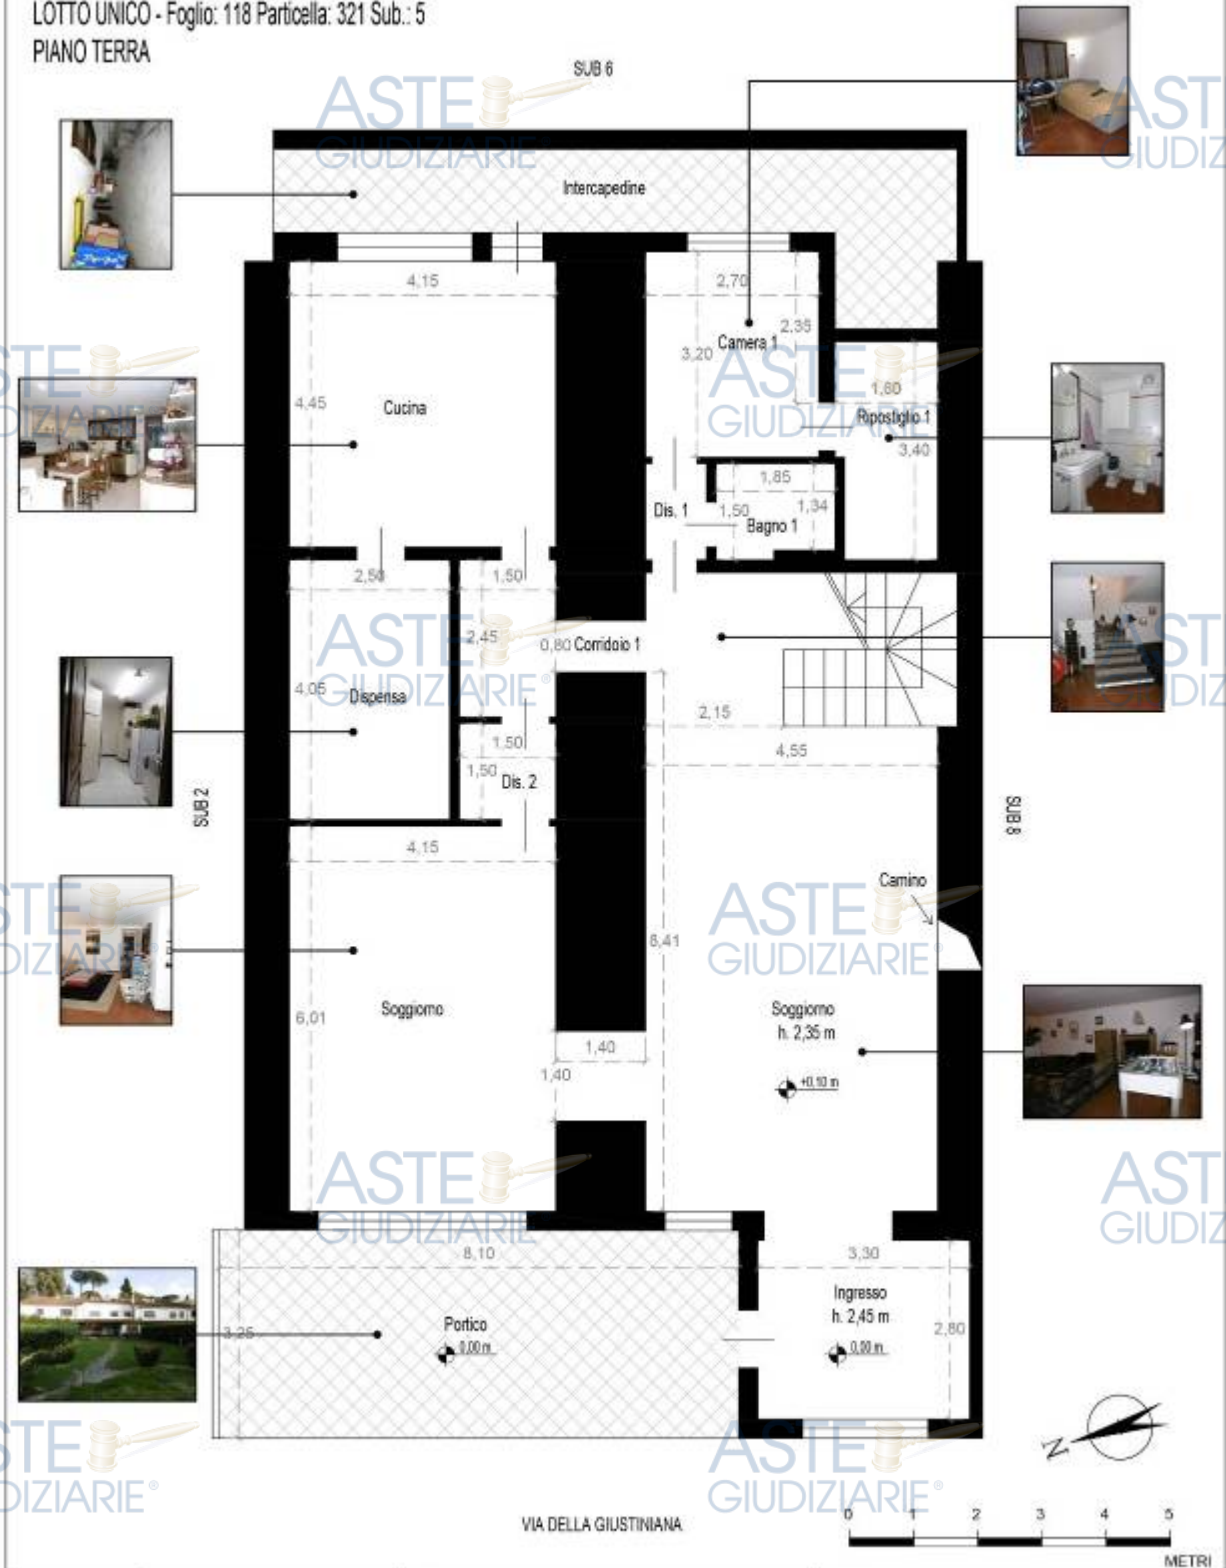 LOTTO UNICO - Foglio: 118 Particella: 321 Sub.: 5
PIANO TERRA
SUB 6
ASTE
GIUDIZIARIE
Intercapedine
4,15
2,70
2,35
Camera 1
3,20
1,60
4,45
Cucina
Ripostiglio 1
3,40
1,85
Dis. 1
1,50
1,34
Bagno 1
2,50
1,50
2,45
0,80
Corridoio 1
4,05
Dispensa
2,15
1,50
4,55
1,50
Dis. 2
SUB 2
SUB 8
4,15
Camino
Soggiorno
6,01
Soggiorno
h. 2,35 m
1,40
1,40
+0,10 m
8,10
3,30
Ingresso
h. 2,45 m
Portico
0,00 m
0,00 m
3,25
2,80
N
VIA DELLA GIUSTINIANA
0 1 2 3 4 5
METRI